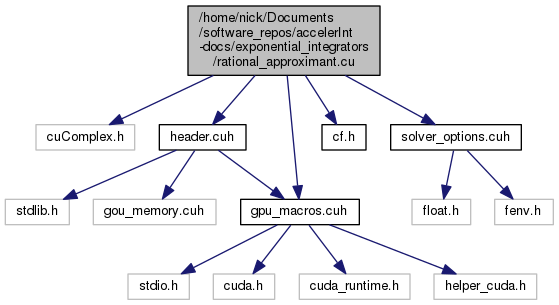 /home/nick/Documents
/software_repos/accelerInt
-docs/exponential_integrators
/rational_approximant.cu
cuComplex.h
header.cuh
cf.h
solver_options.cuh
stdlib.h
gou_memory.cuh
gpu_macros.cuh
float.h
fenv.h
stdio.h
cuda.h
cuda_runtime.h
helper_cuda.h